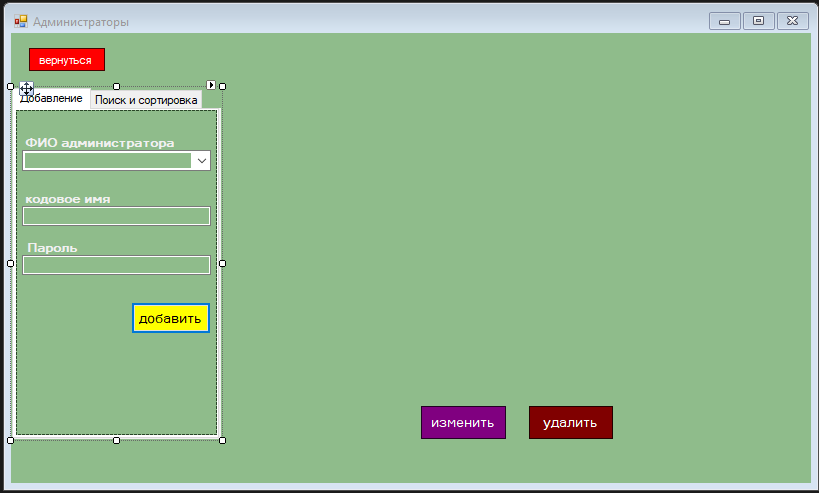 Администраторы
вернуться
Добавление
Поиск и сортировка
ФИО администратора
кодовое имя
Пароль
добавить
изменить
удалить